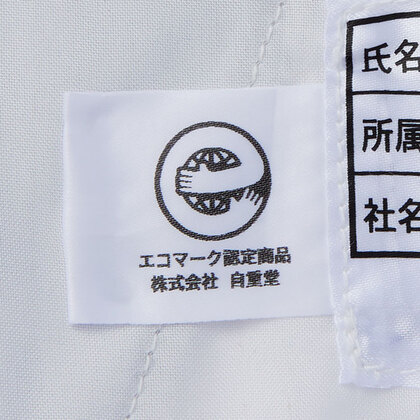 エコマーク認定商品
株式会社 自重堂
氏名
所属
社名